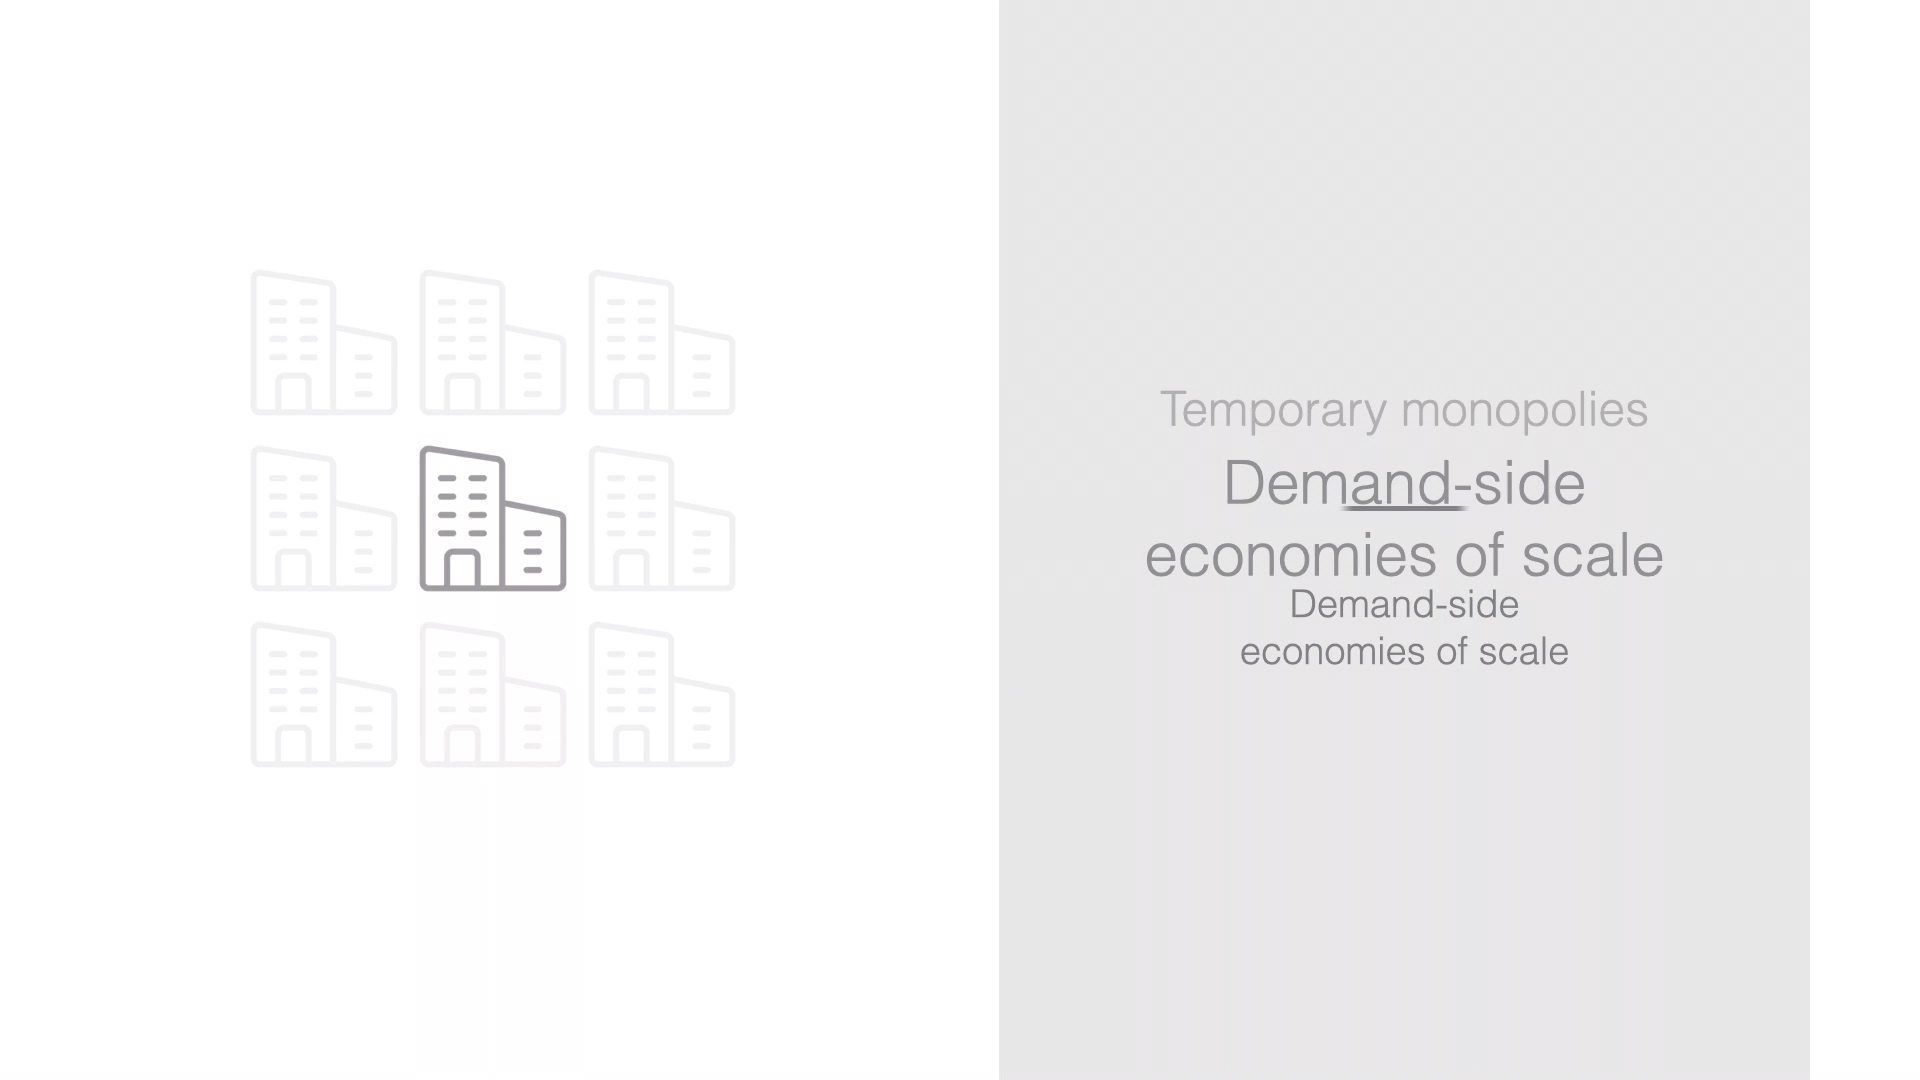 Temporary monopolies
Demand-side
economies of scale
Demand-side
economies of scale